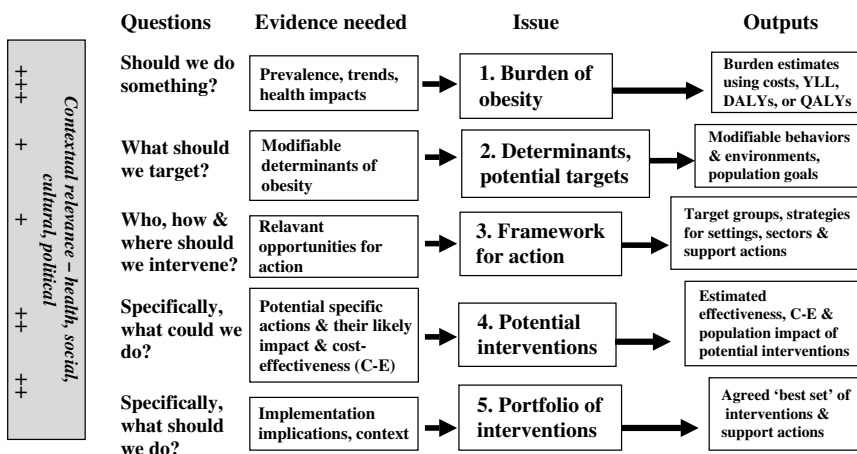 Questions
Evidence needed
Issue
Outputs
Contextual relevance – health, social,
cultural, political
+++
+
+
++
++
Should we do
something?
Prevalence, trends,
health impacts
1. Burden of
obesity
Burden estimates
using costs, YLL,
DALYs, or QALYs
What should
we target?
Modifiable
determinants of
obesity
2. Determinants,
potential targets
Modifiable behaviors
& environments,
population goals
Who, how &
where should
we intervene?
Relavant
opportunities for
action
3. Framework
for action
Target groups, strategies
for settings, sectors &
support actions
Specifically,
what could we
do?
Potential specific
actions & their likely
impact & cost-
effectiveness (C-E)
4. Potential
interventions
Estimated
effectiveness, C-E &
population impact of
potential interventions
Specifically,
what should
we do?
Implementation
implications, context
5. Portfolio of
interventions
Agreed ‘best set’ of
interventions &
support actions